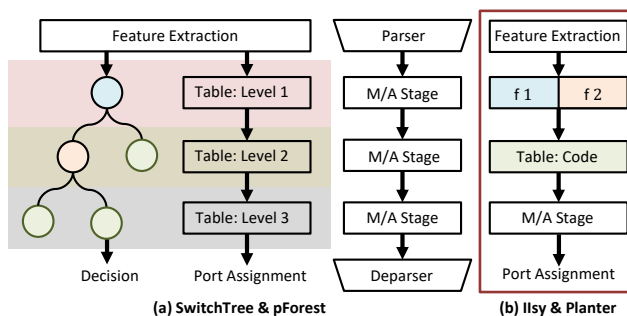 Feature Extraction
Parser
Feature Extraction
Table: Level 1
M/A Stage
f 1
f 2
Table: Level 2
M/A Stage
Table: Code
Table: Level 3
M/A Stage
M/A Stage
Decision
Port Assignment
Deparser
Port Assignment
(a) SwitchTree & pForest
(b) IIsy & Planter